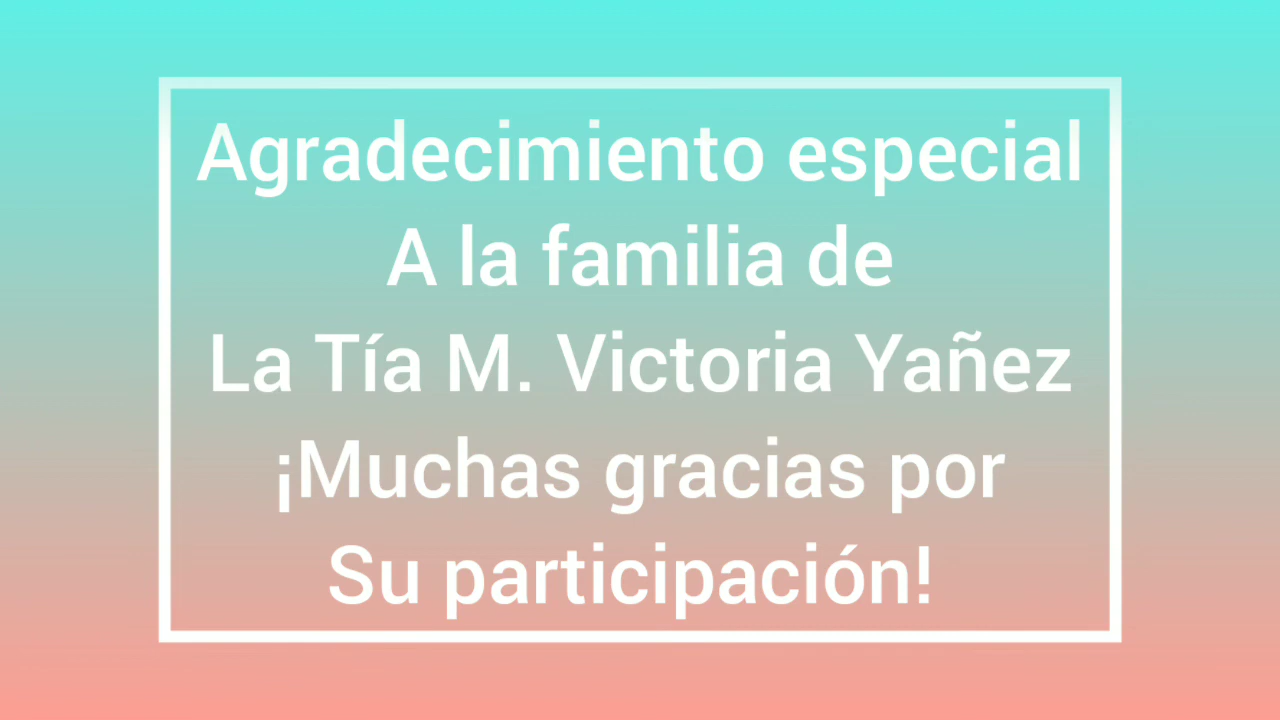 Agradecimiento especial
A la familia de
La Tía M. Victoria Yañez
¡Muchas gracias por
Su participación!